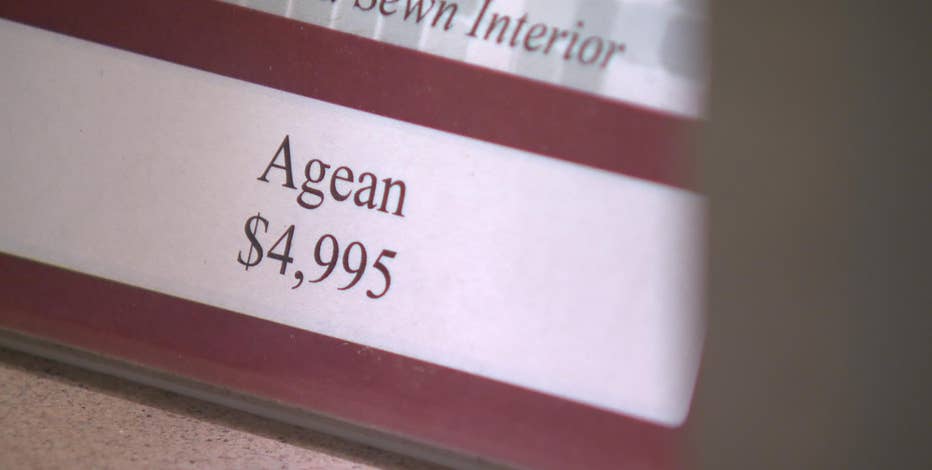 Sewn Interior
Agean
$4,995